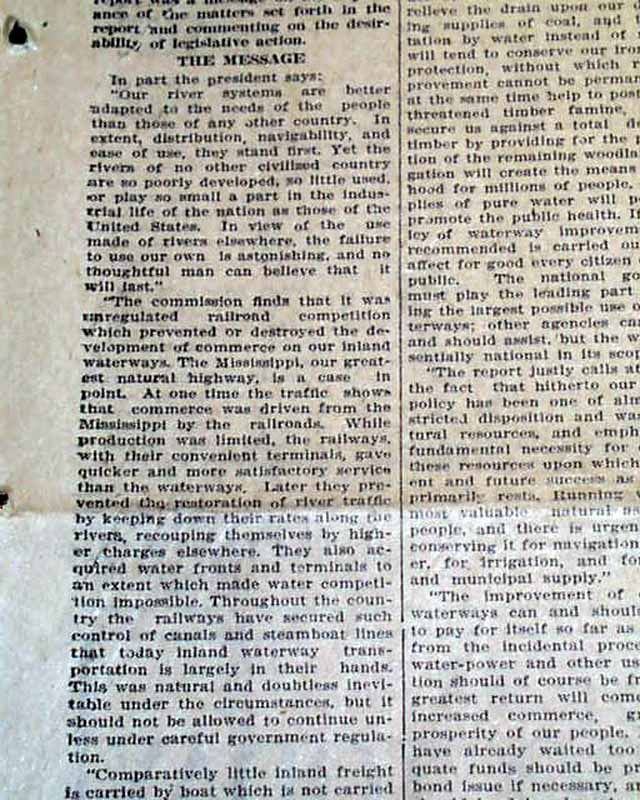 ance of the matters set forth in the
report and commenting on the desir-
ability of legislative action.
THE MESSAGE
In part the president says:
"Our river systems are better
adapted to the needs of the people
than those of any other country. In
extent, distribution, navigability, and
ease of use, they stand first. Yet the
rivers of no other civilized country
are so poorly developed, so little used,
or play so small a part in the indus-
trial life of the nation as those of the
United States. In view of the use
made of rivers elsewhere, the failure
to use our own is astonishing, and no
thoughtful man can believe that it
will last."
"The commission finds that it was
unregulated railroad competition
which prevented or destroyed the de-
velopment of commerce on our inland
waterways. The Mississippi, our great-
est natural highway, is a case in
point. At one time the traffic shows
that commerce was driven from the
Mississippi by the railroads. While
production was limited, the railways,
with their convenient terminals, gave
quicker and more satisfactory service
than the waterways. Later they pre-
vented the restoration of river traffic
by keeping down their rates along the
rivers, recouping themselves by high-
er charges elsewhere. They also ac-
quired water fronts and terminals to
an extent which made water competi-
tion impossible. Throughout the coun-
try the railways have secured such
control of canals and steamboat lines
that today inland waterway trans-
portation is largely in their hands.
This was natural and doubtless inevi-
table under the circumstances, but it
should not be allowed to continue un-
less under careful government regula-
tion.
"Comparatively little inland freight
is carried by boat which is not carried
relieve the drain upon our
ing supplies of coal, and
tation by water instead of
will tend to conserve our iron
protection, without which
provement cannot be perma
at the same time help to post
threatened timber famine,
secure us against a total
timber by providing for the
tion of the remaining woodla
gation will create the means
hood for millions of people.
plies of pure water will
promote the public health.
icy of waterway improvem
recommended is carried ou
affect for good every citizen
public. The national go
must play the leading part
ing the largest possible use o
terways; other agencies ca
and should assist, but the w
sentially national in its scop
"The report justly calls at
the fact that hitherto our
policy has been one of alm
stricted disposition and was
tural resources, and emph
fundamental necessity for
these resources upon which
ent and future success as
primarily rests. Running
most valuable natural as
people, and there is urgen
conserving it for navigation
er, for irrigation, and for
and municipal supply."
"The improvement of
waterways can and should
to pay for itself so far as
from the incidental proce
water-power and other us
tion should of course be fr
greatest return will com
increased commerce, g
prosperity of our people.
have already waited too
quate funds should be pr
bond issue if necessary, a